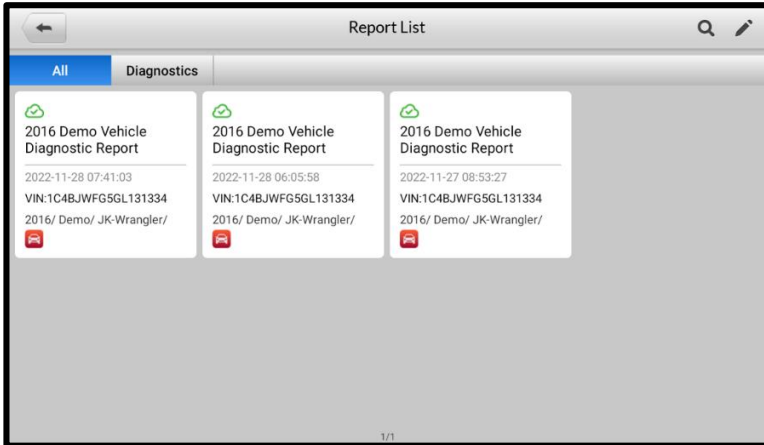 Report List
All
Diagnostics
2016 Demo Vehicle
Diagnostic Report
2022-11-28 07:41:03
VIN:1C4BJWFG5GL131334
2016/ Demo/ JK-Wrangler/
2016 Demo Vehicle
Diagnostic Report
2022-11-28 06:05:58
VIN:1C4BJWFG5GL131334
2016/ Demo/ JK-Wrangler/
2016 Demo Vehicle
Diagnostic Report
2022-11-27 08:53:27
VIN:1C4BJWFG5GL131334
2016/ Demo/ JK-Wrangler/
1/1